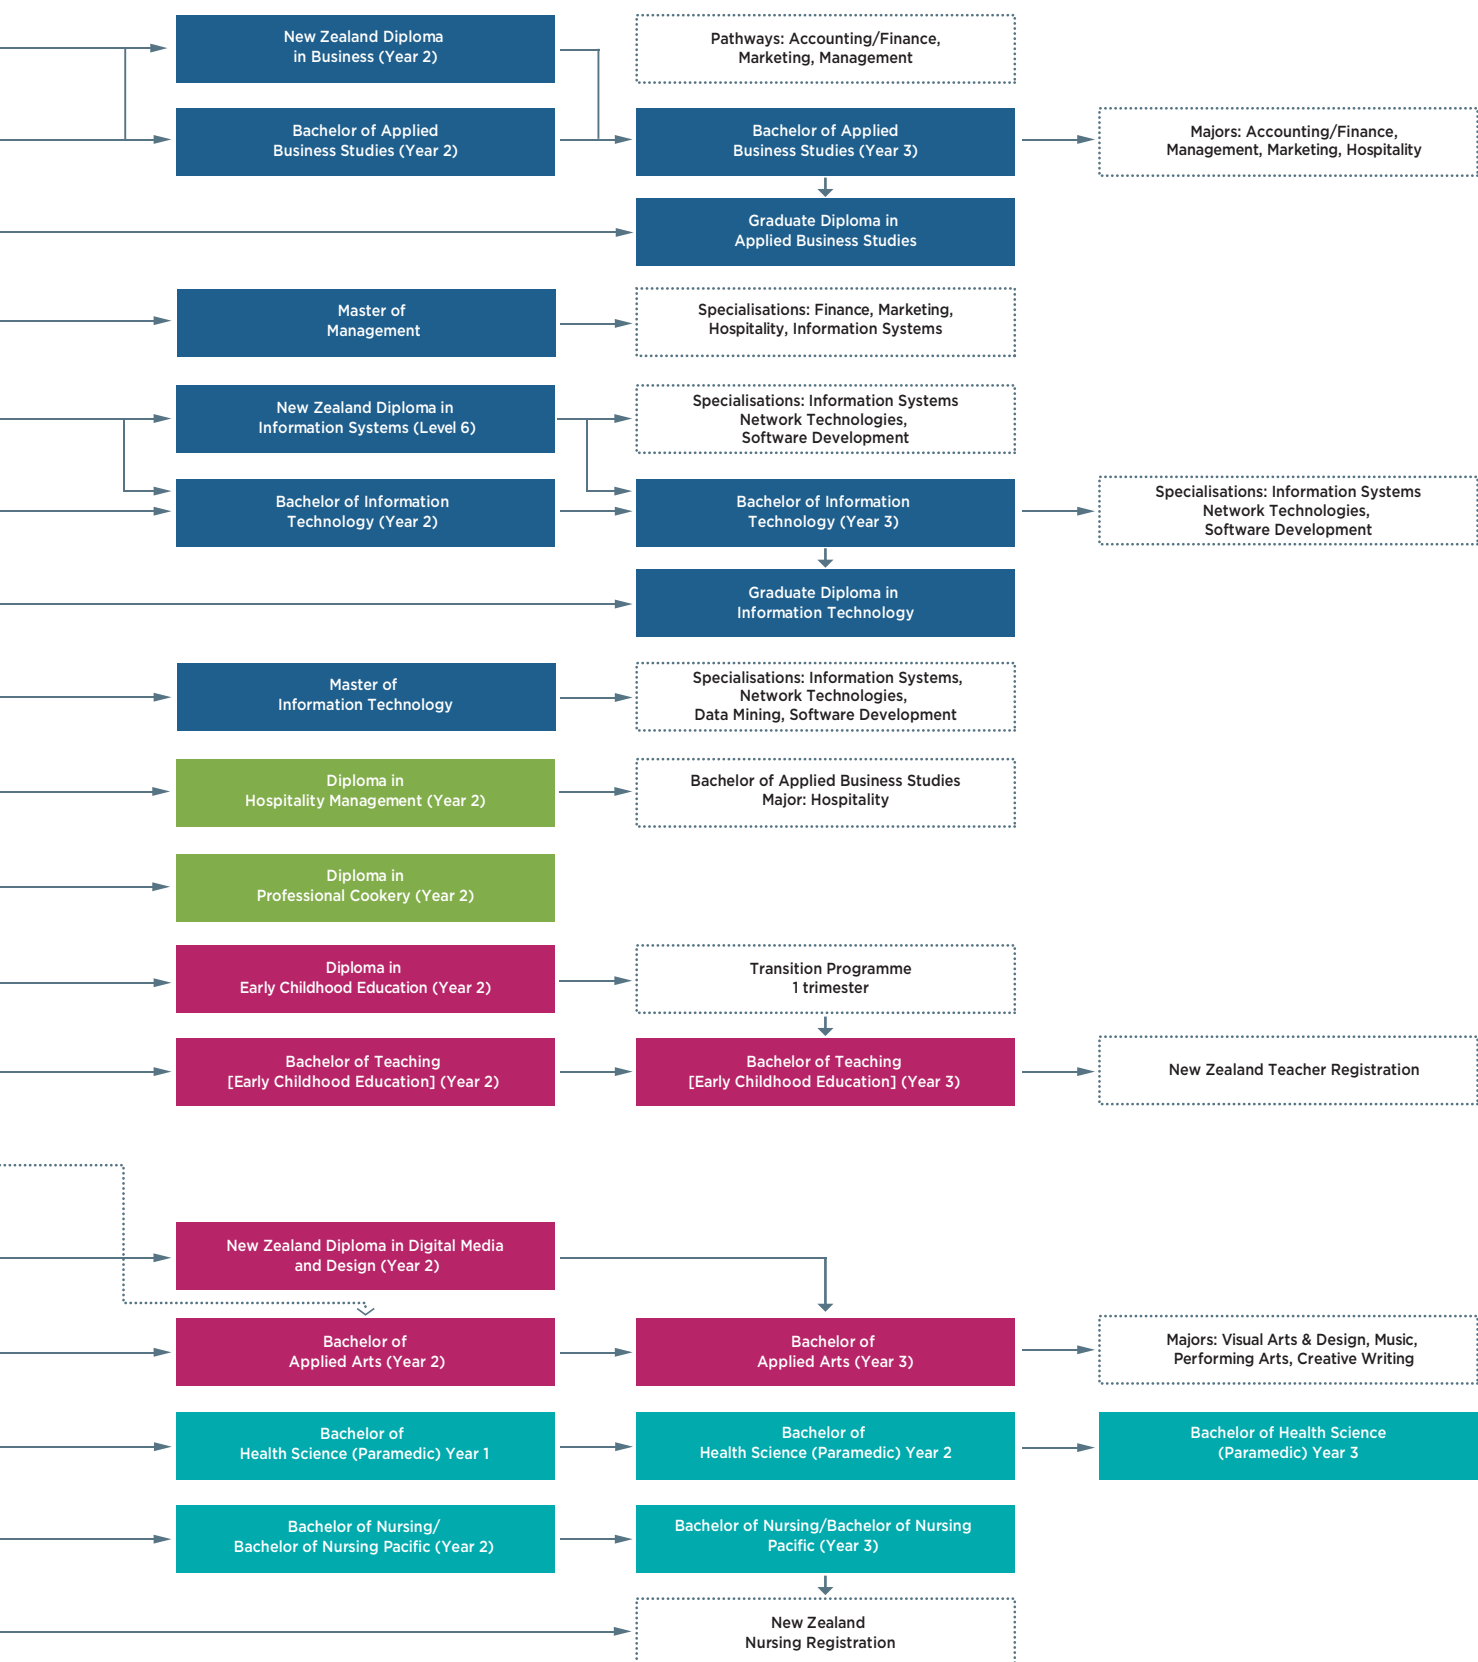 New Zealand Diploma
in Business (Year 2)
Pathways: Accounting/Finance,
Marketing, Management
Bachelor of Applied
Business Studies (Year 2)
Bachelor of Applied
Business Studies (Year 3)
Majors: Accounting/Finance,
Management, Marketing, Hospitality
Graduate Diploma in
Applied Business Studies
Master of
Management
Specialisations: Finance, Marketing,
Hospitality, Information Systems
New Zealand Diploma in
Information Systems (Level 6)
Specialisations: Information Systems
Network Technologies,
Software Development
Bachelor of Information
Technology (Year 2)
Bachelor of Information
Technology (Year 3)
Specialisations: Information Systems
Network Technologies,
Software Development
Graduate Diploma in
Information Technology
Master of
Information Technology
Specialisations: Information Systems,
Network Technologies,
Data Mining, Software Development
Diploma in
Hospitality Management (Year 2)
Bachelor of Applied Business Studies
Major: Hospitality
Diploma in
Professional Cookery (Year 2)
Diploma in
Early Childhood Education (Year 2)
Transition Programme
1 trimester
Bachelor of Teaching
[Early Childhood Education] (Year 2)
Bachelor of Teaching
[Early Childhood Education] (Year 3)
New Zealand Teacher Registration
New Zealand Diploma in Digital Media
and Design (Year 2)
Bachelor of
Applied Arts (Year 2)
Bachelor of
Applied Arts (Year 3)
Majors: Visual Arts & Design, Music,
Performing Arts, Creative Writing
Bachelor of
Health Science (Paramedic) Year 1
Bachelor of
Health Science (Paramedic) Year 2
Bachelor of Health Science
(Paramedic) Year 3
Bachelor of Nursing/
Bachelor of Nursing Pacific (Year 2)
Bachelor of Nursing/Bachelor of Nursing
Pacific (Year 3)
New Zealand
Nursing Registration